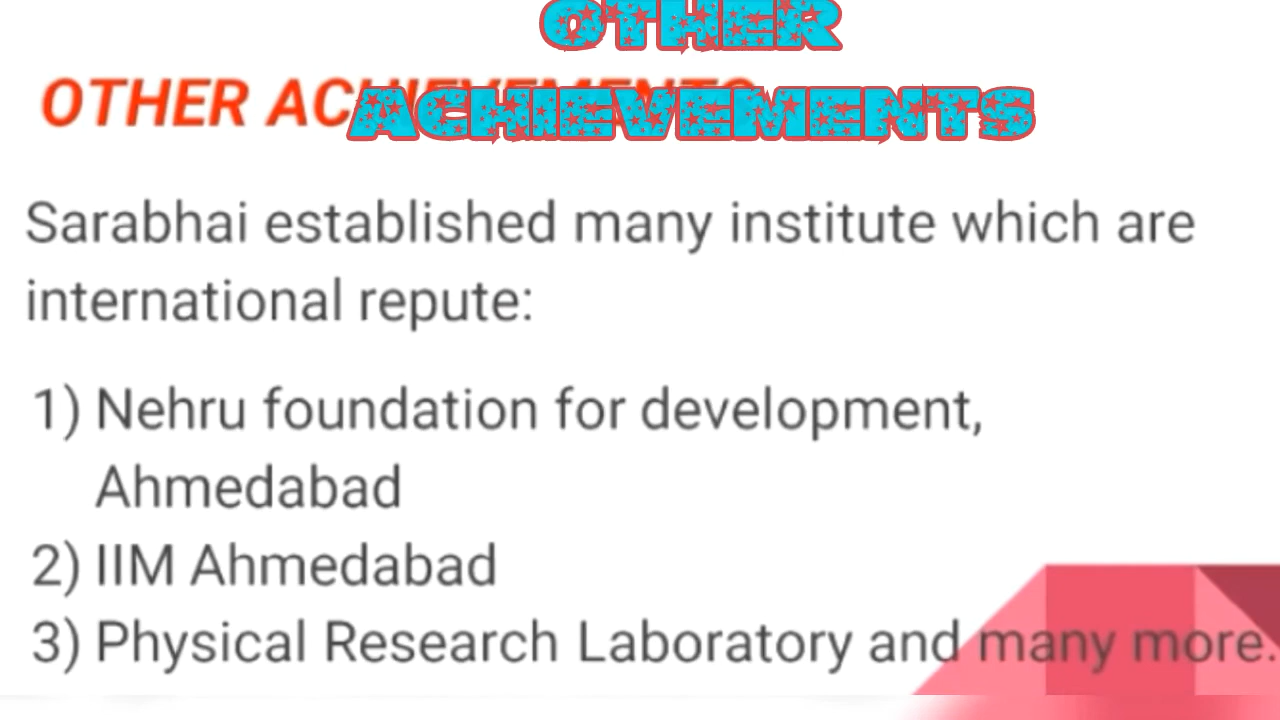 OTHER
ACHIEVEMENTS
OTHER ACHIEVEMENTS
Sarabhai established many institute which are
international repute:
1) Nehru foundation for development,
Ahmedabad
2) IIM Ahmedabad
3) Physical Research Laboratory and many more.